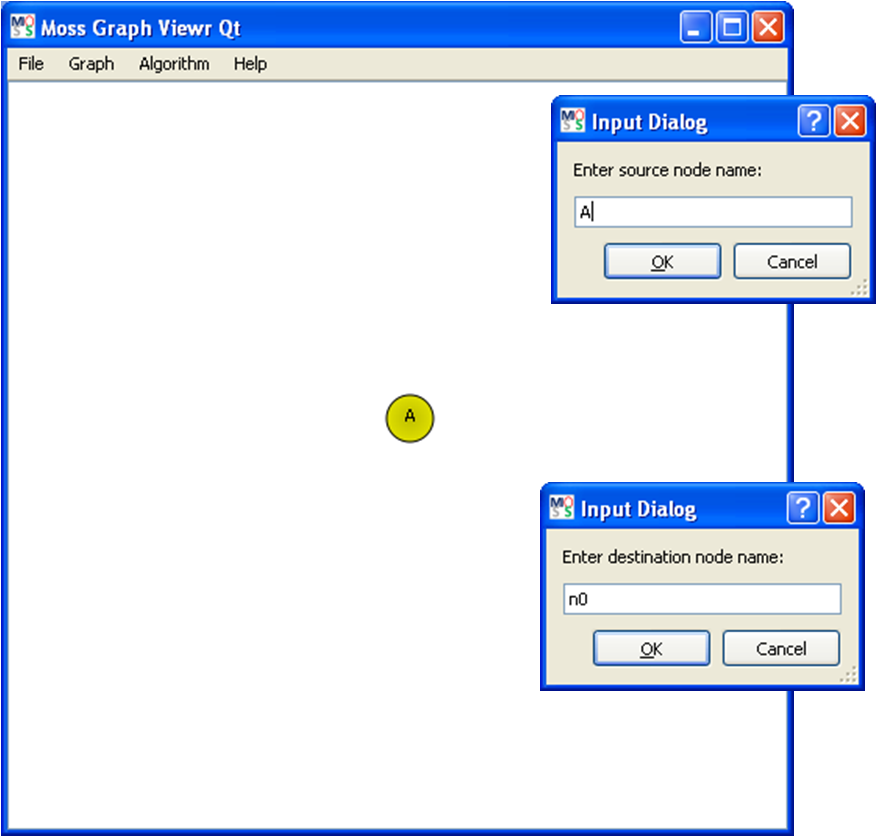 Moss Graph Viewr Qt
File Graph Algorithm Help
Input Dialog
Enter source node name:
A
OK Cancel
A
Input Dialog
Enter destination node name:
n0
OK Cancel